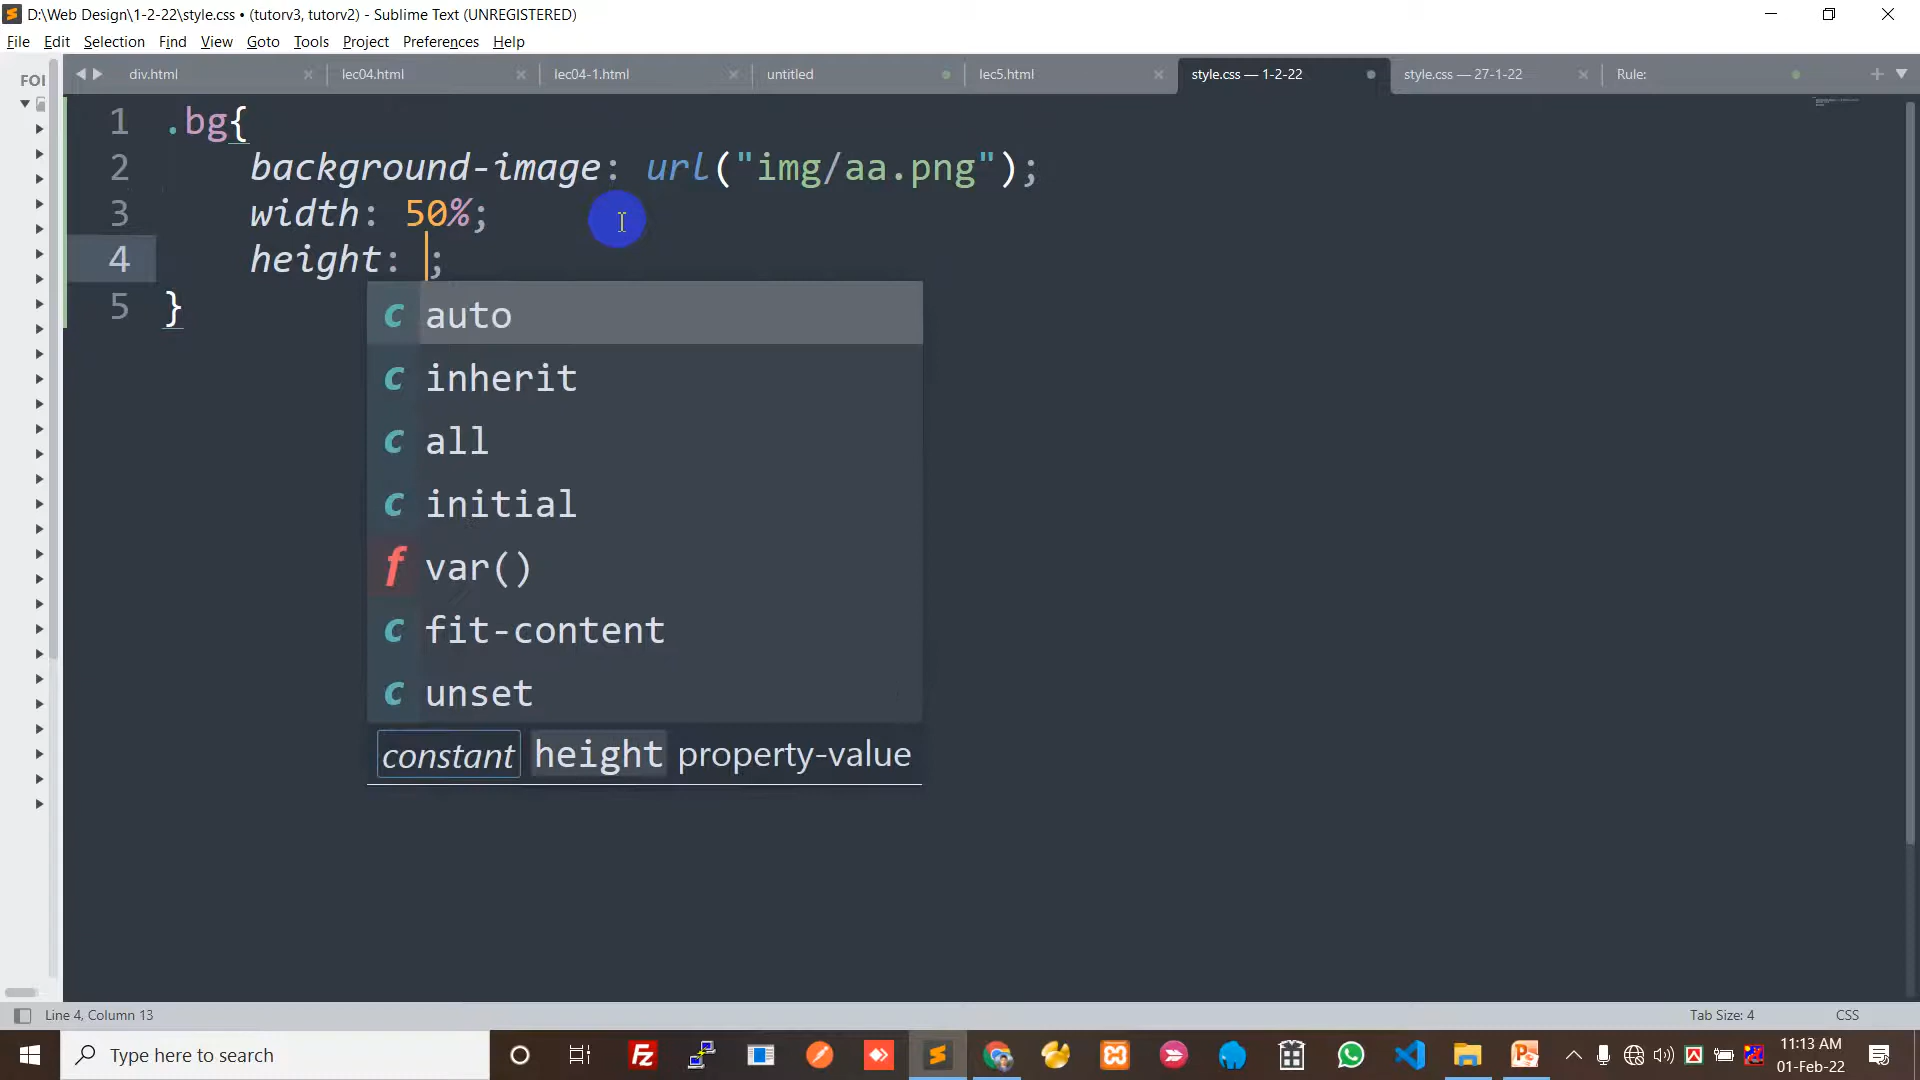 D:\Web Design\1-2-22\style.css • (tutorv3, tutorv2) - Sublime Text (UNREGISTERED)
File Edit Selection Find View Goto Tools Project Preferences Help
FOI
div.html
lec04.html
lec04-1.html
untitled
lec5.html
style.css — 1-2-22
style.css — 27-1-22
Rule:
1 .bg{
2 background-image: url("img/aa.png");
3 width: 50%;
4 height: ;
5 }
c auto
c inherit
c all
c initial
f var()
c fit-content
c unset
constant height property-value
Line 4, Column 13
Tab Size: 4
CSS
Type here to search
11:13 AM
01-Feb-22